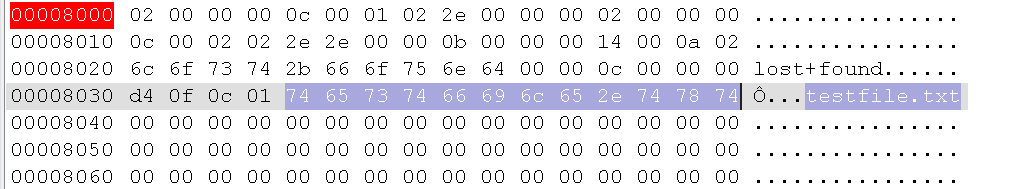 00008000 02 00 00 00 0c 00 01 02 2e 00 00 00 02 00 00 00 ................
00008010 0c 00 02 02 2e 2e 00 00 0b 00 00 00 14 00 0a 02 ................
00008020 6c 6f 73 74 2b 66 6f 75 6e 64 00 00 0c 00 00 00 lost+found......
00008030 d4 0f 0c 01 74 65 73 74 66 69 6c 65 2e 74 78 74 Ô...testfile.txt
00008040 00 00 00 00 00 00 00 00 00 00 00 00 00 00 00 00 ................
00008050 00 00 00 00 00 00 00 00 00 00 00 00 00 00 00 00 ................
00008060 00 00 00 00 00 00 00 00 00 00 00 00 00 00 00 00 ................